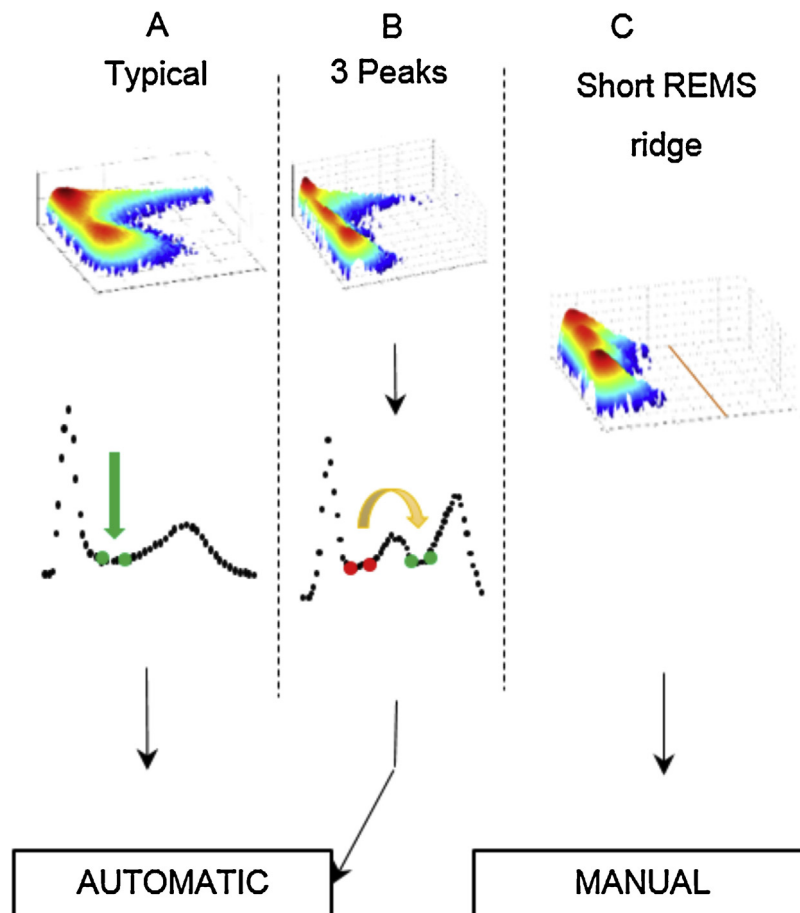 A
Typical
B
3 Peaks
C
Short REMS
ridge
AUTOMATIC
MANUAL